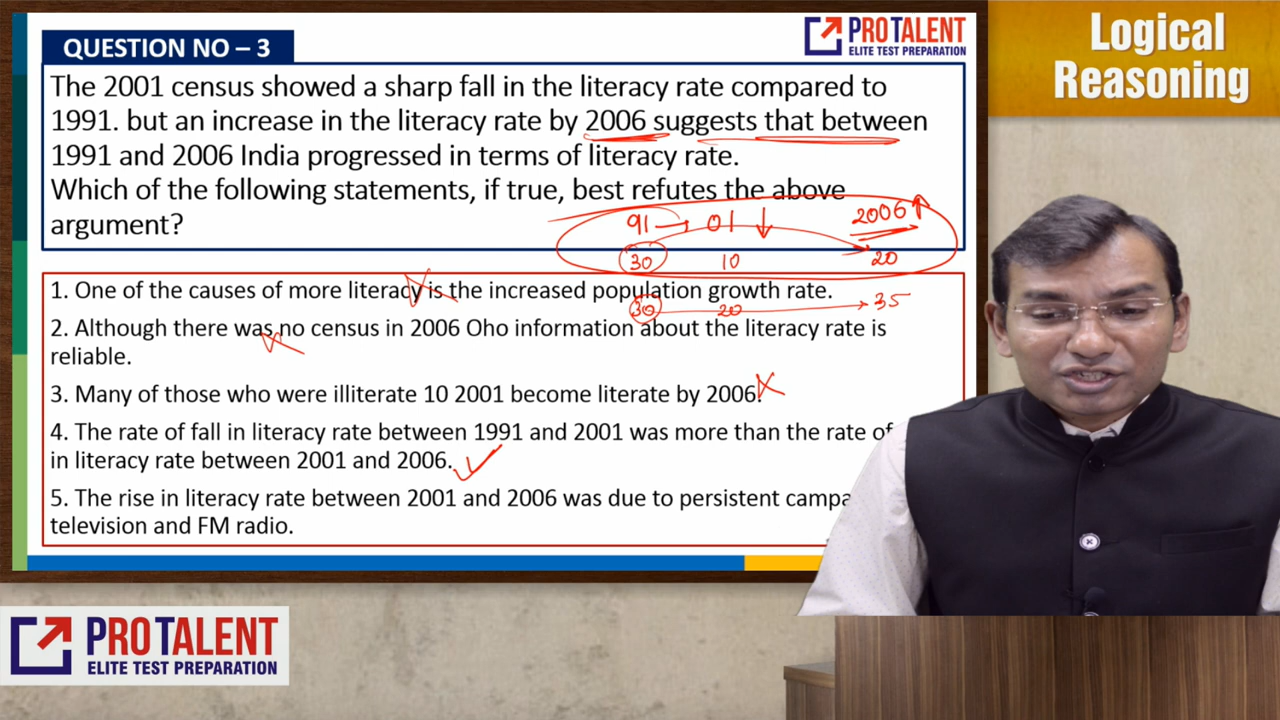 QUESTION NO – 3
PRO TALENT
ELITE TEST PREPARATION
Logical
Reasoning
The 2001 census showed a sharp fall in the literacy rate compared to
1991. but an increase in the literacy rate by 2006 suggests that between
1991 and 2006 India progressed in terms of literacy rate.
Which of the following statements, if true, best refutes the above
argument?
91 → 01 ↓ 2006 ↑
30 10 20
1. One of the causes of more literacy is the increased population growth rate.
30 20 → 35
2. Although there was no census in 2006 Oho information about the literacy rate is
reliable.
3. Many of those who were illiterate 10 2001 become literate by 2006.
4. The rate of fall in literacy rate between 1991 and 2001 was more than the rate of
in literacy rate between 2001 and 2006.
5. The rise in literacy rate between 2001 and 2006 was due to persistent campa
television and FM radio.
PRO TALENT
ELITE TEST PREPARATION